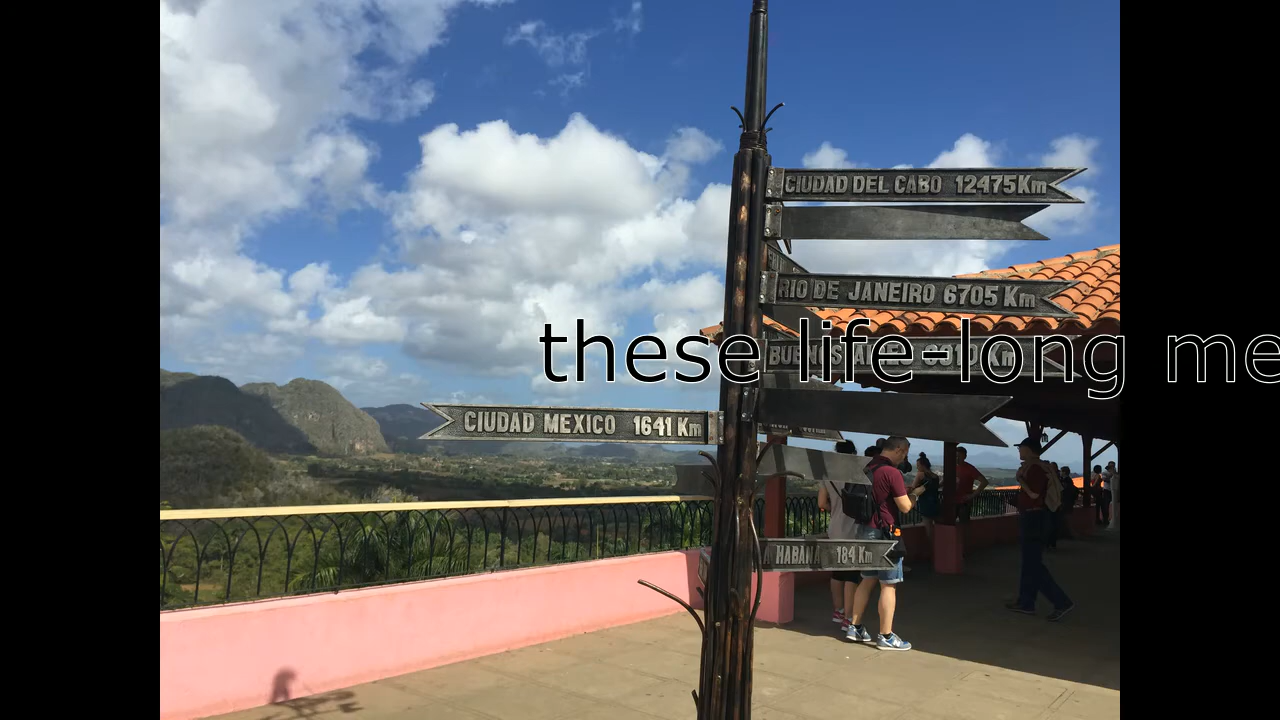 CIUDAD DEL CABO 12475Km
RIO DE JANEIRO 6705 Km
these life-long me
BUENOS
CIUDAD MEXICO 1641 Km
A HABANA 184 Km